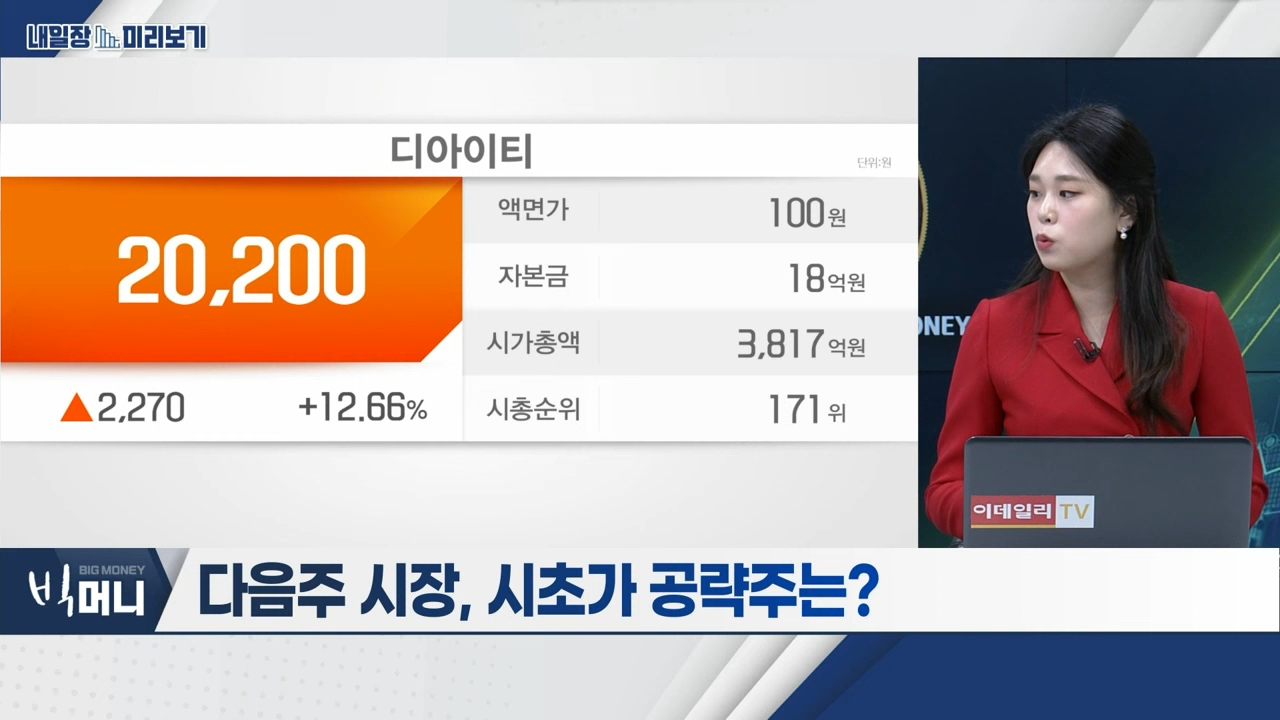 내일장 미리보기
디아이티
단위:원
20,200
▲2,270 +12.66%
액면가 100원
자본금 18억원
시가총액 3,817억원
시총순위 171위
ONEY
이데일리 TV
BIG MONEY
빅머니
다음주 시장, 시초가 공략주는?